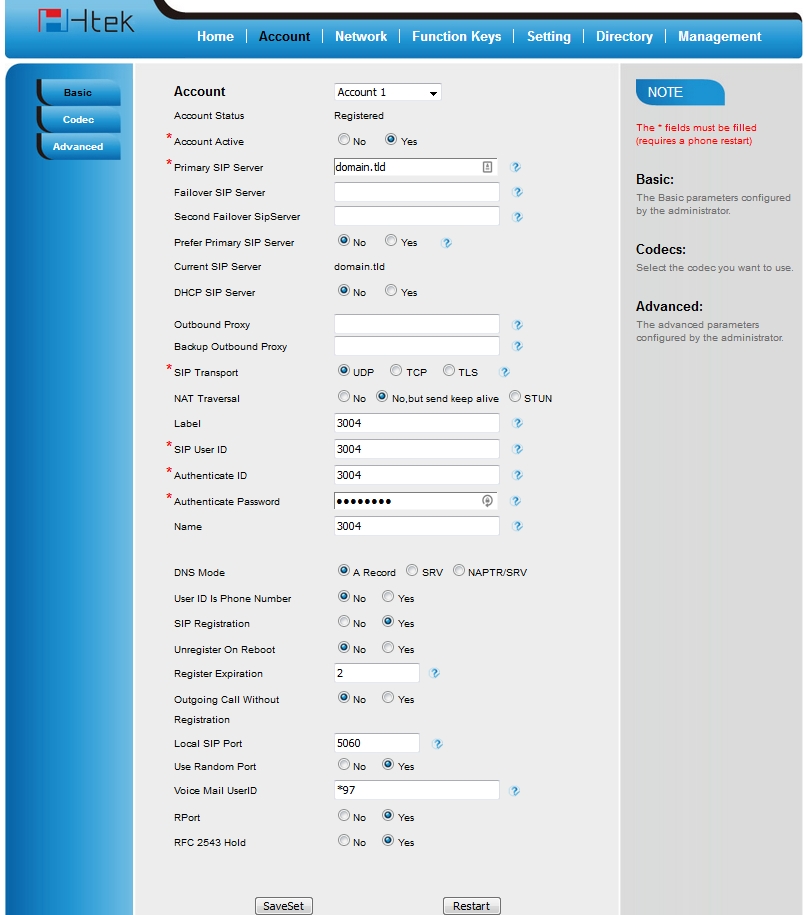 Htek
Home Account Network Function Keys Setting Directory Management
Basic
Codec
Advanced
Account Account 1
Account Status Registered
* Account Active No Yes
* Primary SIP Server domain.tld ?
Failover SIP Server ?
Second Failover SipServer ?
Prefer Primary SIP Server No Yes ?
Current SIP Server domain.tld
DHCP SIP Server No Yes
Outbound Proxy ?
Backup Outbound Proxy ?
* SIP Transport UDP TCP TLS ?
NAT Traversal No No,but send keep alive STUN
Label 3004 ?
* SIP User ID 3004 ?
* Authenticate ID 3004 ?
* Authenticate Password •••••••• ?
Name 3004 ?
DNS Mode A Record SRV NAPTR/SRV
User ID Is Phone Number No Yes
SIP Registration No Yes
Unregister On Reboot No Yes
Register Expiration 2 ?
Outgoing Call Without No Yes
Registration
Local SIP Port 5060 ?
Use Random Port No Yes
Voice Mail UserID *97 ?
RPort No Yes
RFC 2543 Hold No Yes
SaveSet Restart
NOTE
The * fields must be filled
(requires a phone restart)
Basic:
The Basic parameters configured
by the administrator.
Codecs:
Select the codec you want to use.
Advanced:
The advanced parameters
configured by the administrator.